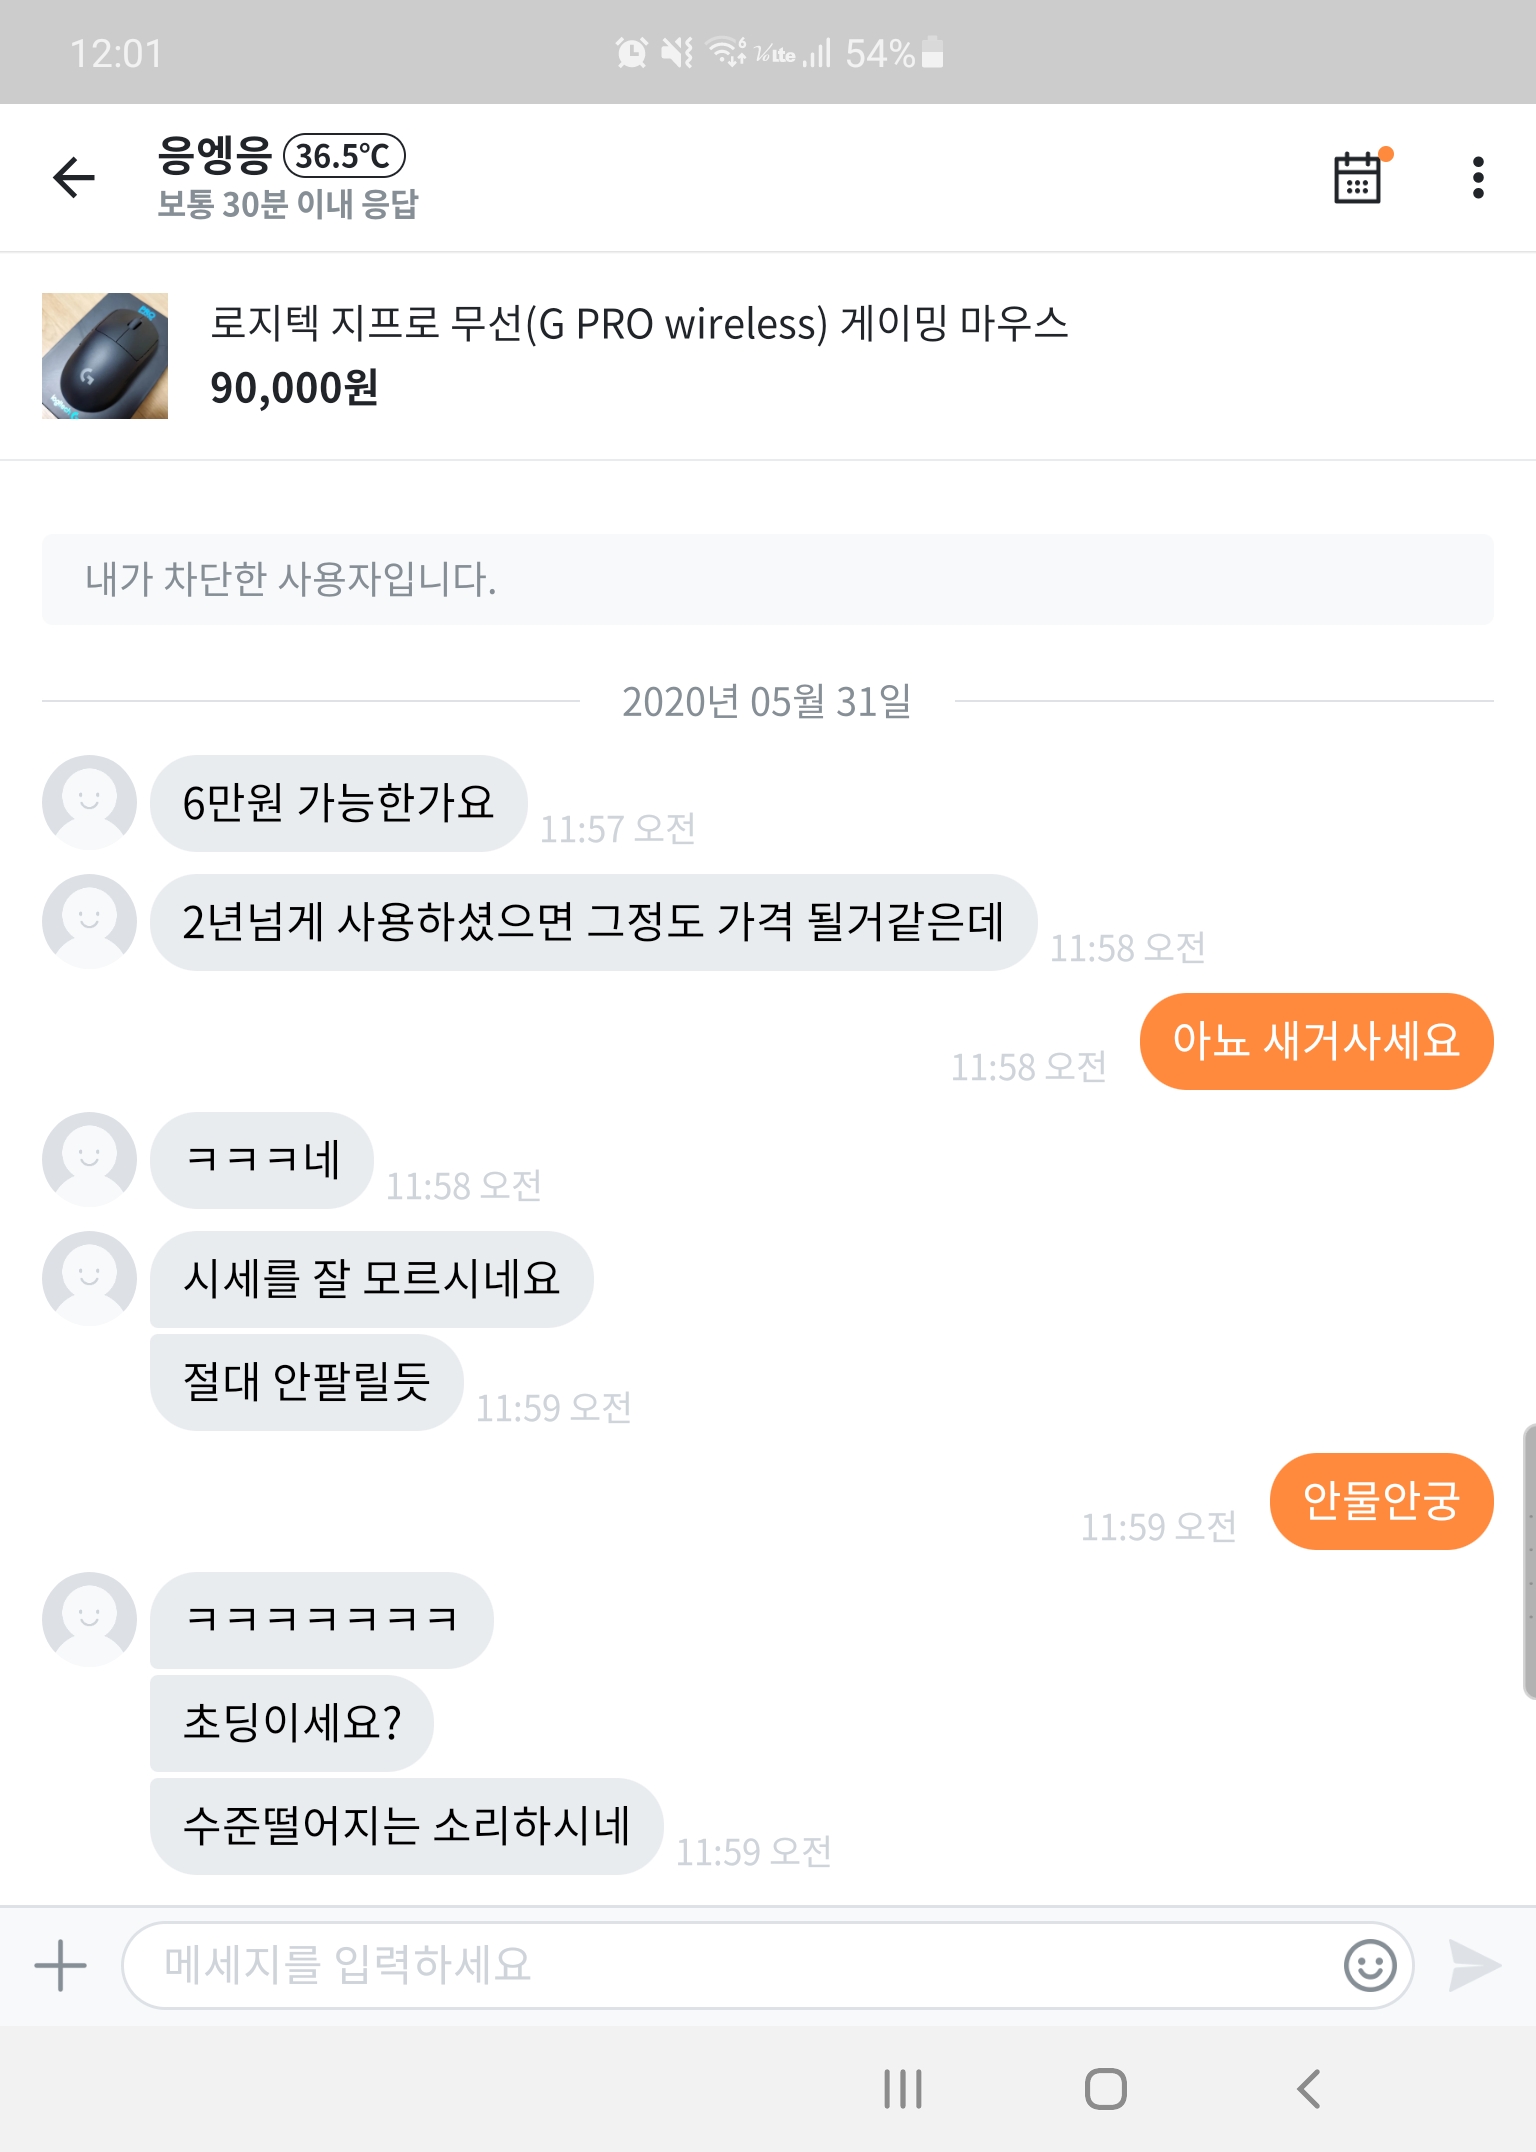 12:01
6 VoLte 54%
응엥응 36.5°C
보통 30분 이내 응답
로지텍 지프로 무선(G PRO wireless) 게이밍 마우스
90,000원
내가 차단한 사용자입니다.
2020년 05월 31일
6만원 가능한가요
11:57 오전
2년넘게 사용하셨으면 그정도 가격 될거같은데
11:58 오전
아뇨 새거사세요
11:58 오전
ㅋㅋㅋ네
11:58 오전
시세를 잘 모르시네요
절대 안팔릴듯
11:59 오전
안물안궁
11:59 오전
ㅋㅋㅋㅋㅋㅋㅋ
초딩이세요?
수준떨어지는 소리하시네
11:59 오전
메세지를 입력하세요